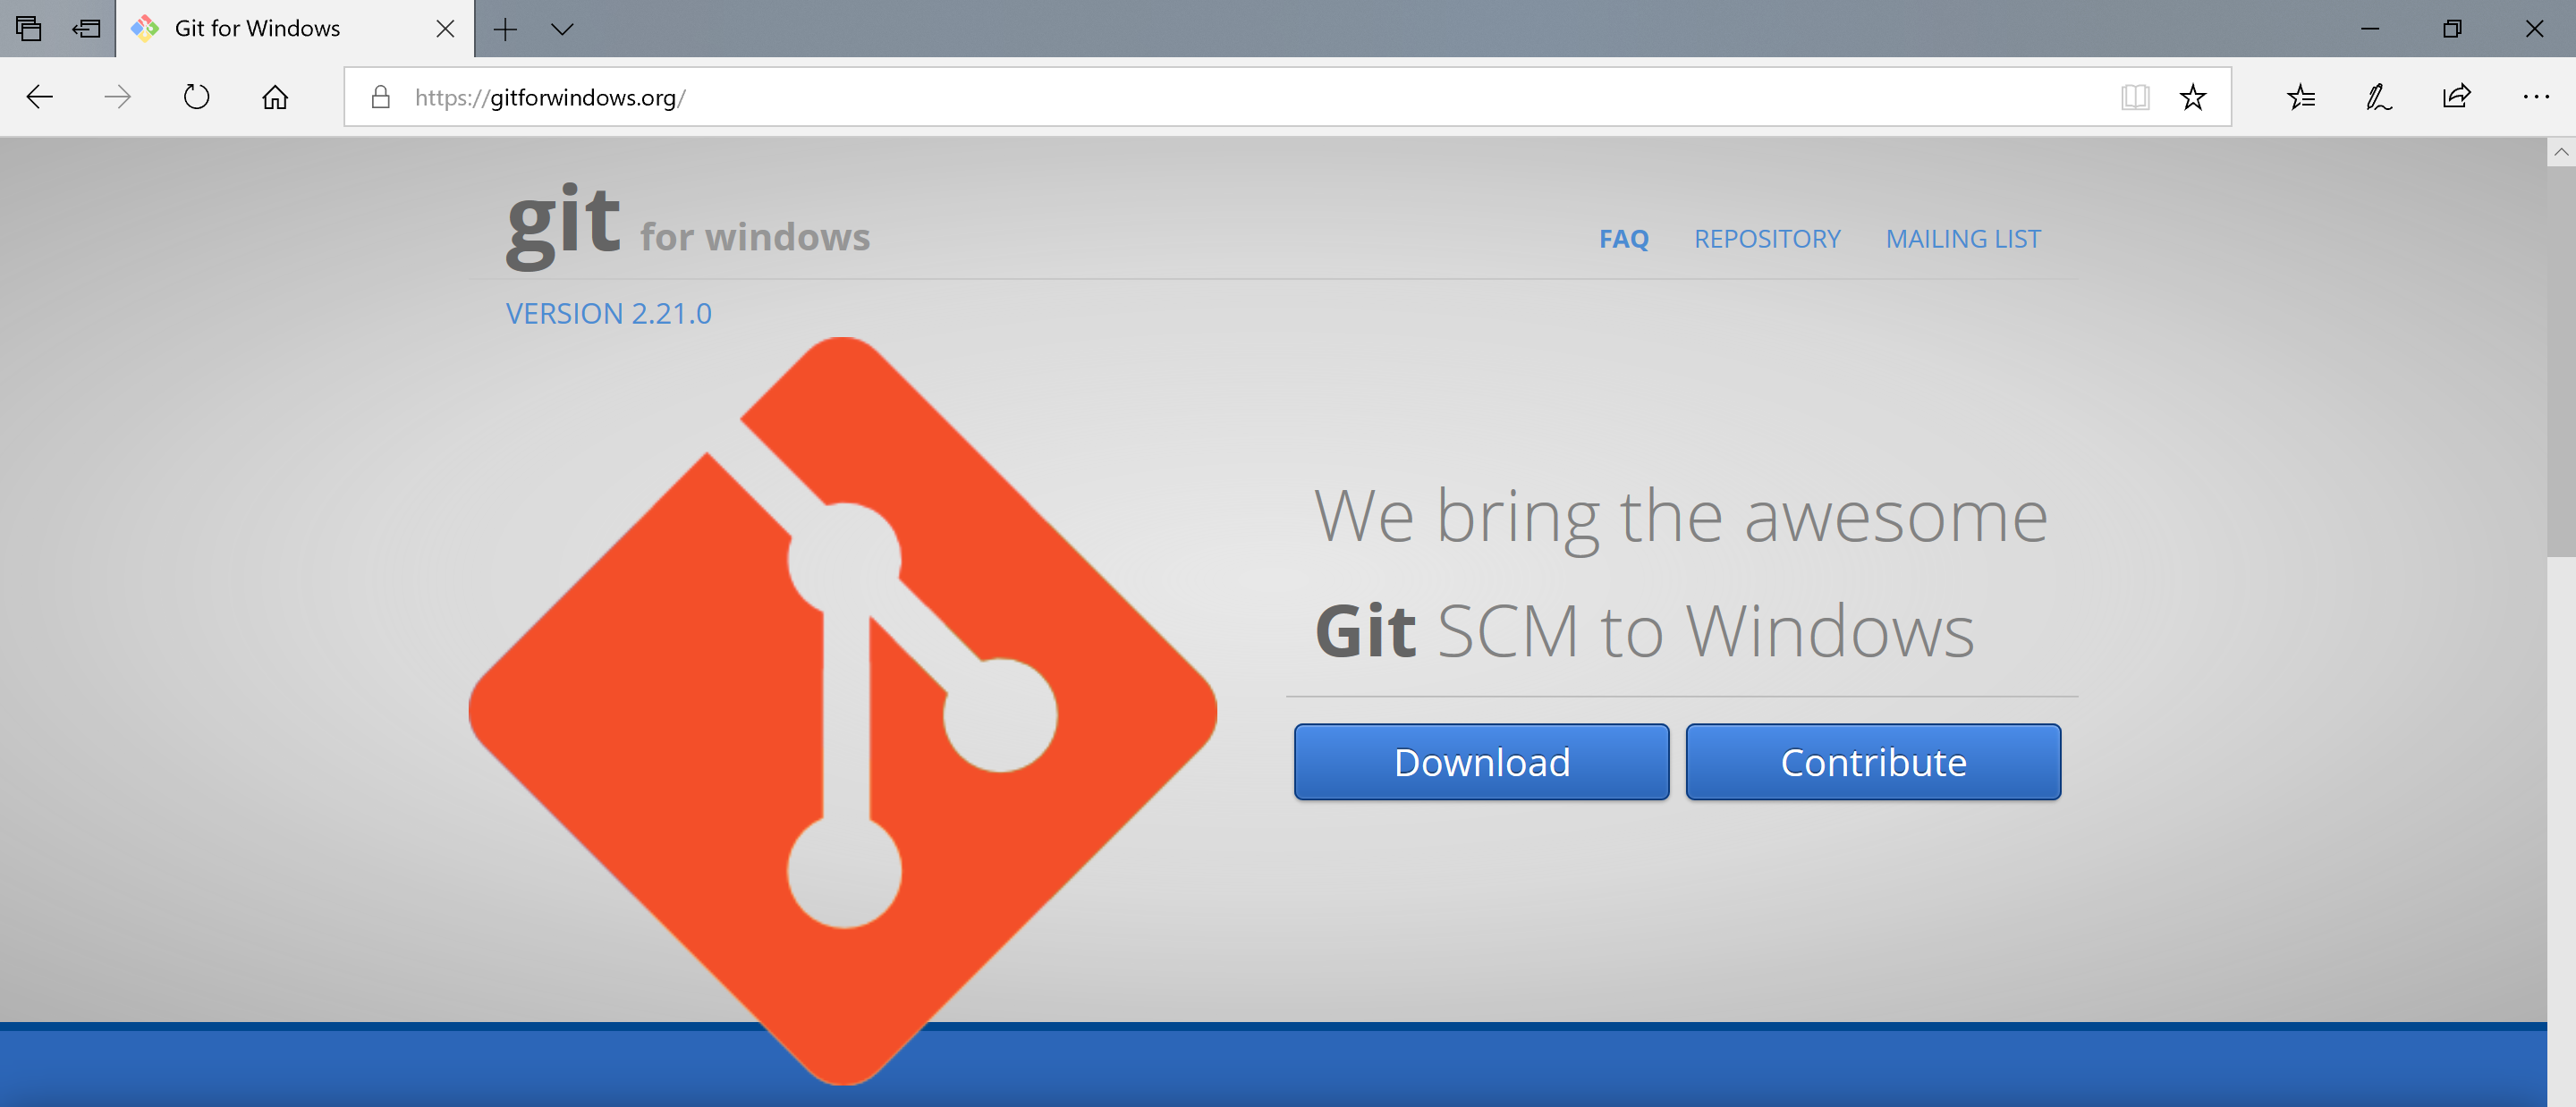 Git for Windows
https://gitforwindows.org/
git for windows
FAQ REPOSITORY MAILING LIST
VERSION 2.21.0
We bring the awesome
Git SCM to Windows
Download Contribute